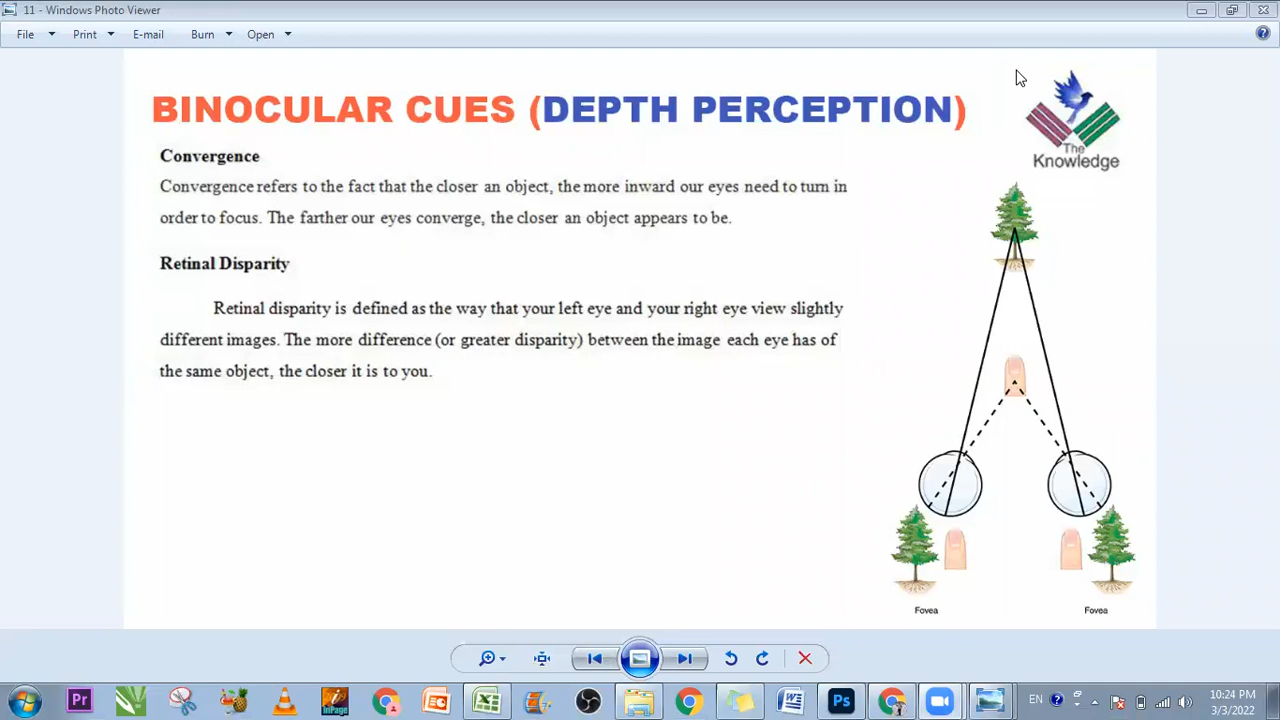 11 - Windows Photo Viewer
File Print E-mail Burn Open
BINOCULAR CUES (DEPTH PERCEPTION)
The
Knowledge
Convergence
Convergence refers to the fact that the closer an object, the more inward our eyes need to turn in
order to focus. The farther our eyes converge, the closer an object appears to be.
Retinal Disparity
Retinal disparity is defined as the way that your left eye and your right eye view slightly
different images. The more difference (or greater disparity) between the image each eye has of
the same object, the closer it is to you.
Fovea Fovea
Pr InPage Ps EN 10:24 PM
3/3/2022